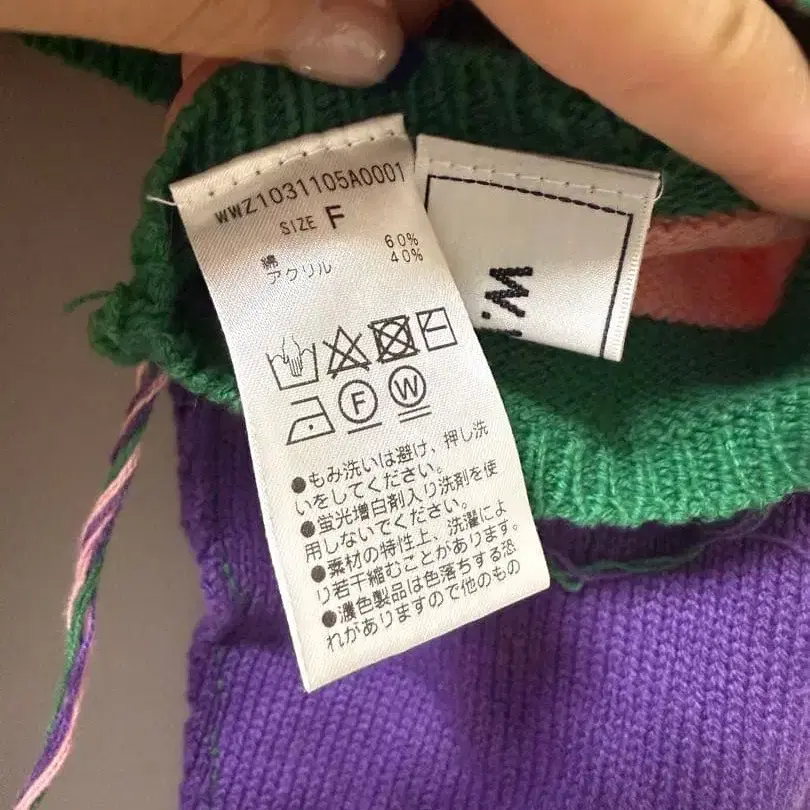 WWZ1031105A0001
SIZE F
綿 60%
アクリル 40%
F W
●もみ洗いは避け、押し洗
いをしてください。
●蛍光増白剤入り洗剤を使
用しないでください。
●素材の特性上、洗濯によ
り若干縮むことがあります。
●濃色製品は色落ちする恐
れがありますので他のもの
W.